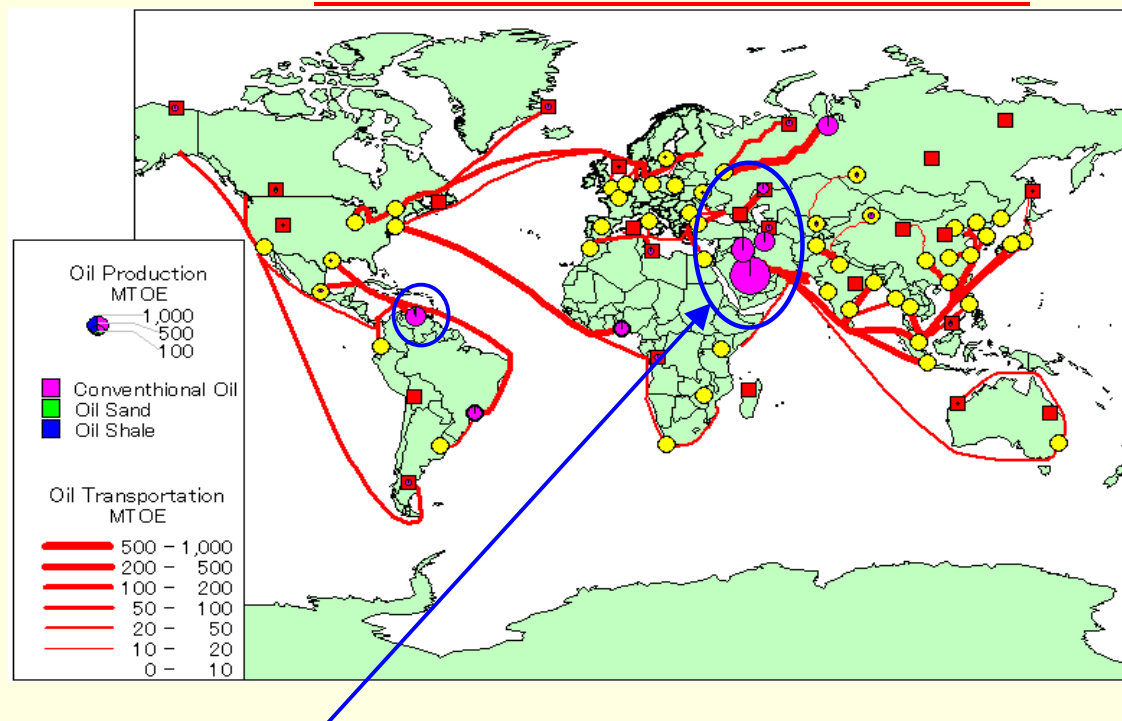 Oil Production
MTOE
1,000
500
100
Conventhional Oil
Oil Sand
Oil Shale
Oil Transportation
MTOE
500 - 1,000
200 - 500
100 - 200
50 - 100
20 - 50
10 - 20
0 - 10